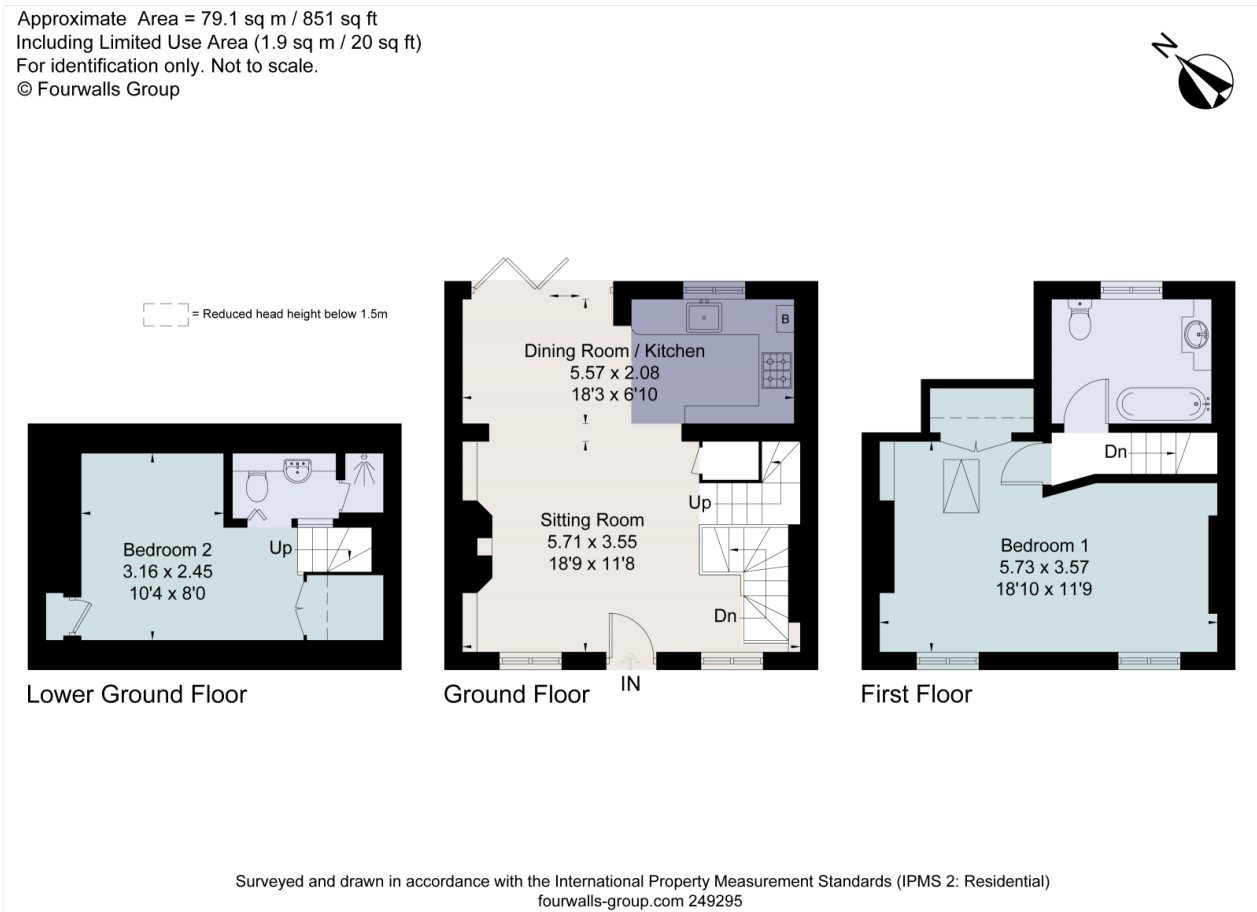 Approximate Area = 79.1 sq m / 851 sq ft
Including Limited Use Area (1.9 sq m / 20 sq ft)
For identification only. Not to scale.
© Fourwalls Group
N
= Reduced head height below 1.5m
Bedroom 2
3.16 x 2.45
10'4 x 8'0
Up
Lower Ground Floor
Dining Room / Kitchen
5.57 x 2.08
18'3 x 6'10
B
Sitting Room
5.71 x 3.55
18'9 x 11'8
Up
Dn
IN
Ground Floor
Dn
Bedroom 1
5.73 x 3.57
18'10 x 11'9
First Floor
Surveyed and drawn in accordance with the International Property Measurement Standards (IPMS 2: Residential)
fourwalls-group.com 249295